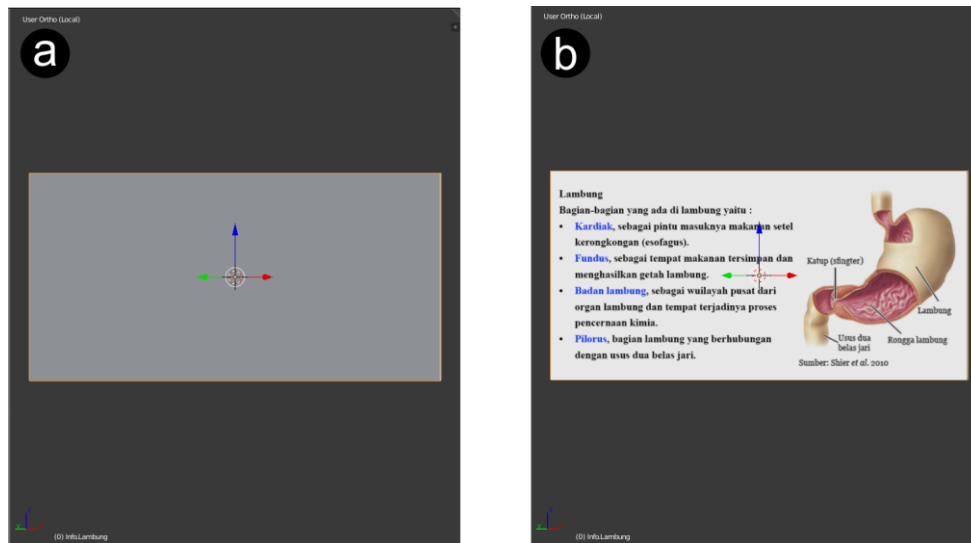 User Ortho (Local)
a
(0) Info.Lambung
User Ortho (Local)
b
Lambung
Bagian-bagian yang ada di lambung yaitu :
• Kardiak, sebagai pintu masuknya makanan setel
kerongkongan (esofagus).
• Fundus, sebagai tempat makanan tersimpan dan
menghasilkan getah lambung.
• Badan lambung, sebagai wuilayah pusat dari
organ lambung dan tempat terjadinya proses
pencernaan kimia.
• Pilorus, bagian lambung yang berhubungan
dengan usus dua belas jari.
Katup (sfingter)
Lambung
Usus dua
belas jari
Rongga lambung
Sumber: Shier et al. 2010
(0) Info.Lambung